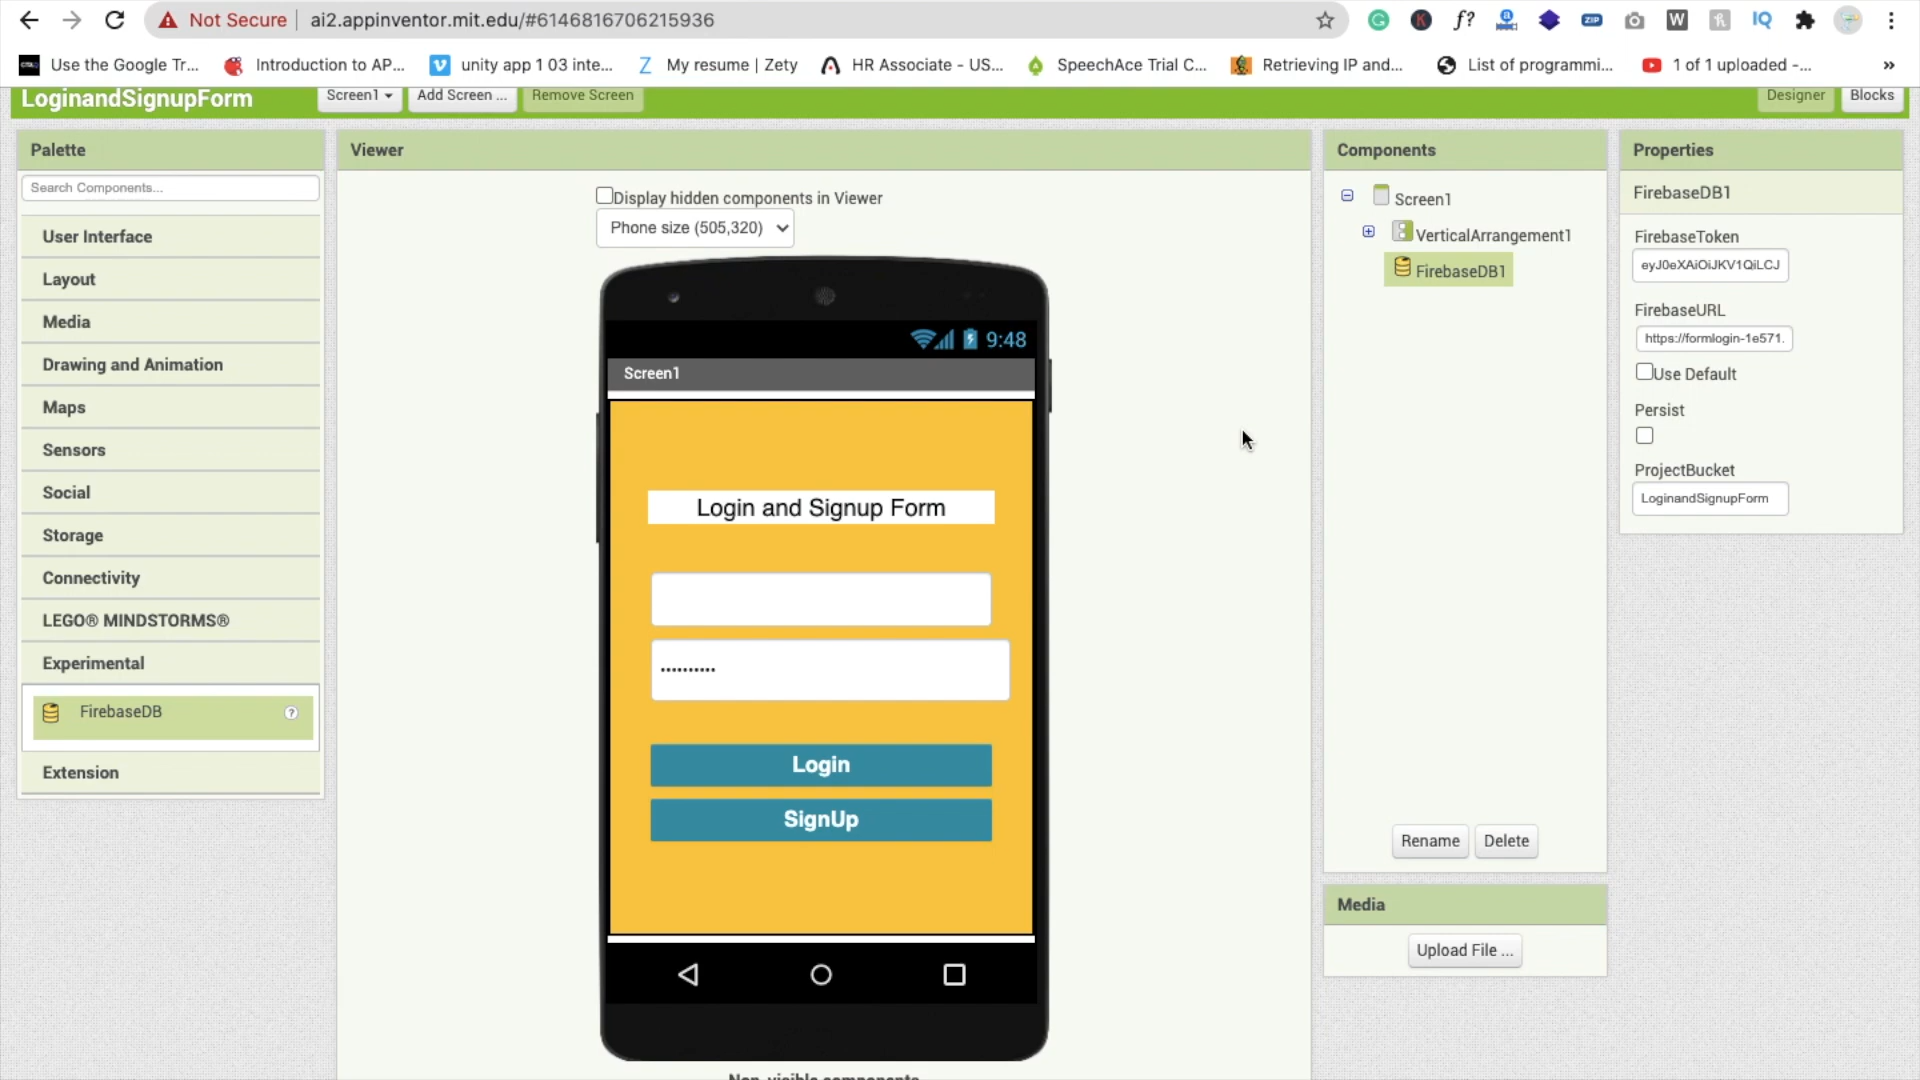 Not Secure
ai2.appinventor.mit.edu/#6146816706215936
Use the Google Tr...
Introduction to AP...
unity app 1 03 inte...
My resume | Zety
HR Associate - US...
SpeechAce Trial C...
Retrieving IP and...
List of programmi...
1 of 1 uploaded -...
»
LoginandSignupForm
Screen1
Add Screen ...
Remove Screen
Designer
Blocks
Palette
Search Components...
User Interface
Layout
Media
Drawing and Animation
Maps
Sensors
Social
Storage
Connectivity
LEGO® MINDSTORMS®
Experimental
FirebaseDB
?
Extension
Viewer
Display hidden components in Viewer
Phone size (505,320)
9:48
Screen1
Login and Signup Form
••••••••••
Login
SignUp
Non-visible components
Components
Screen1
VerticalArrangement1
FirebaseDB1
Rename
Delete
Media
Upload File ...
Properties
FirebaseDB1
FirebaseToken
eyJ0eXAiOiJKV1QiLCJ
FirebaseURL
https://formlogin-1e571.
Use Default
Persist
ProjectBucket
LoginandSignupForm